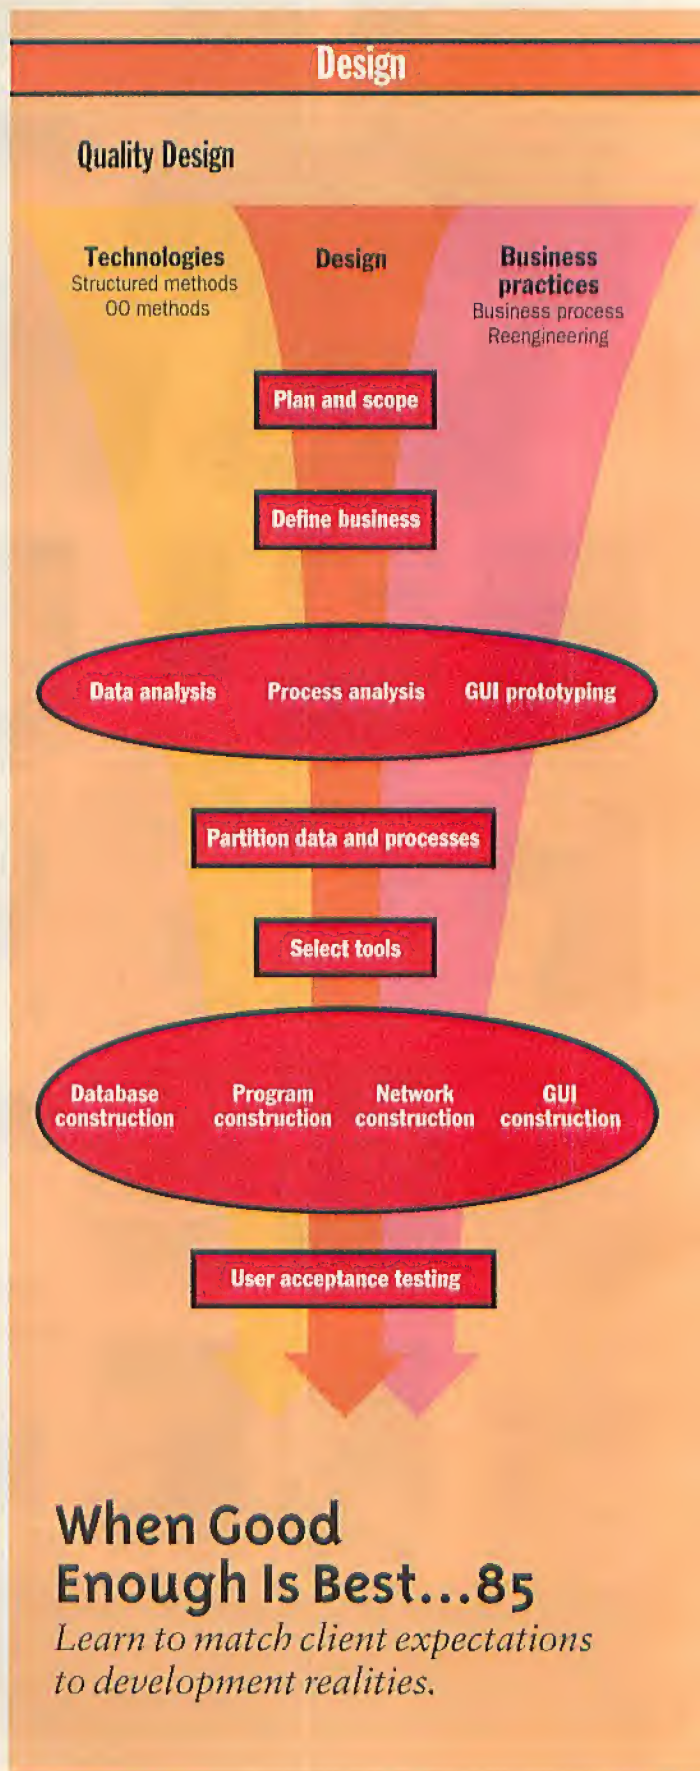 Design
Quality Design
Technologies
Structured methods
OO methods
Design
Business
practices
Business process
Reengineering
Plan and scope
Define business
Data analysis
Process analysis
GUI prototyping
Partition data and processes
Select tools
Database
construction
Program
construction
Network
construction
GUI
construction
User acceptance testing
When Good
Enough Is Best...85
Learn to match client expectations
to development realities.